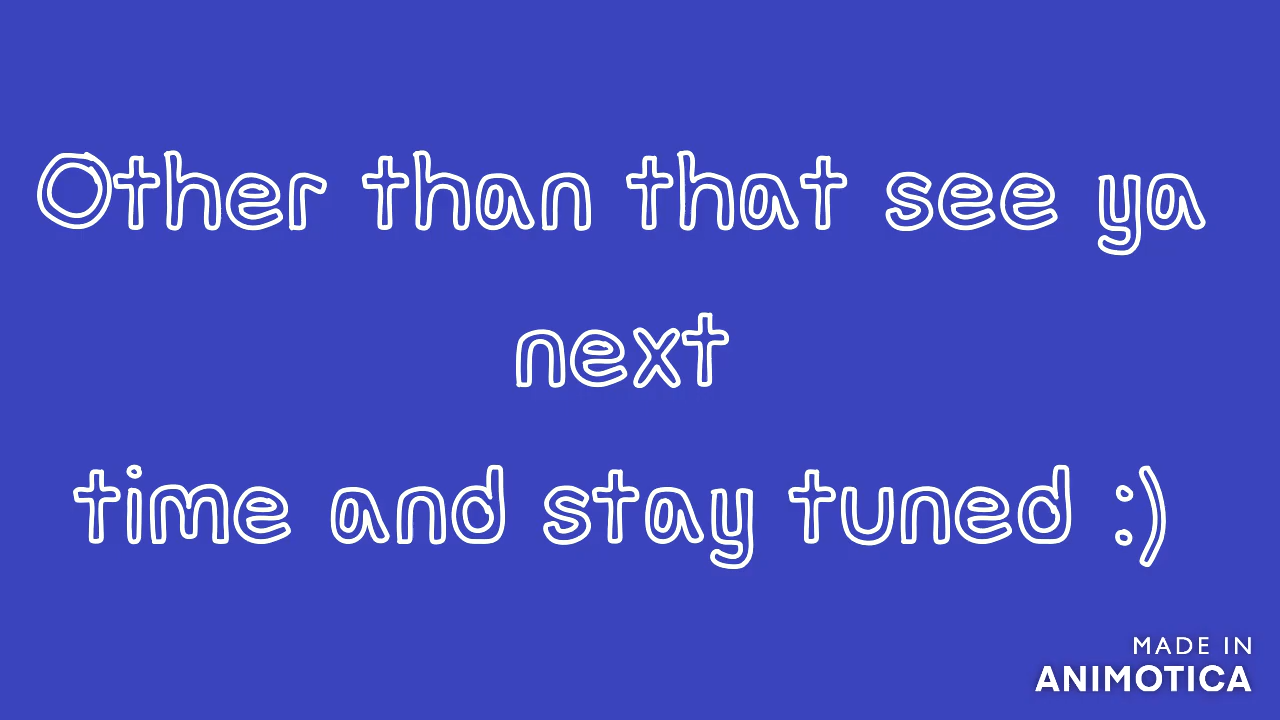 Other than that see ya
next
time and stay tuned :)
MADE IN
ANIMOTICA